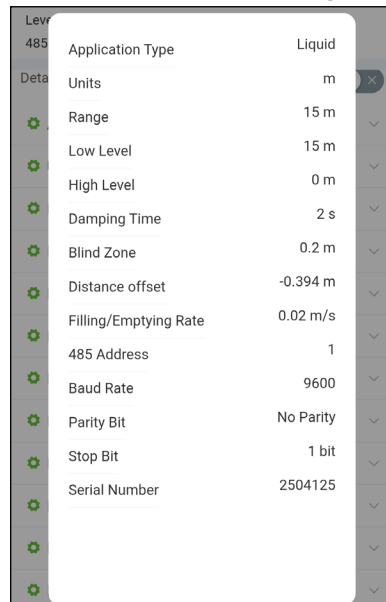 Leve
485
Deta
Application Type Liquid
Units m
Range 15 m
Low Level 15 m
High Level 0 m
Damping Time 2 s
Blind Zone 0.2 m
Distance offset -0.394 m
Filling/Emptying Rate 0.02 m/s
485 Address 1
Baud Rate 9600
Parity Bit No Parity
Stop Bit 1 bit
Serial Number 2504125